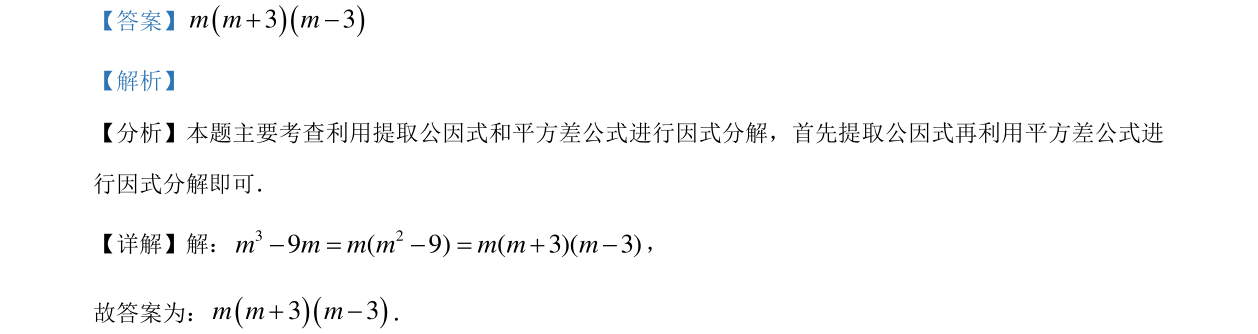 【答案】m(m+3)(m−3)
【解析】
【分析】本题主要考查利用提取公因式和平方差公式进行因式分解，首先提取公因式再利用平方差公式进
行因式分解即可．
【详解】解：m³−9m=m(m²−9)=m(m+3)(m−3)，
故答案为：m(m+3)(m−3)．